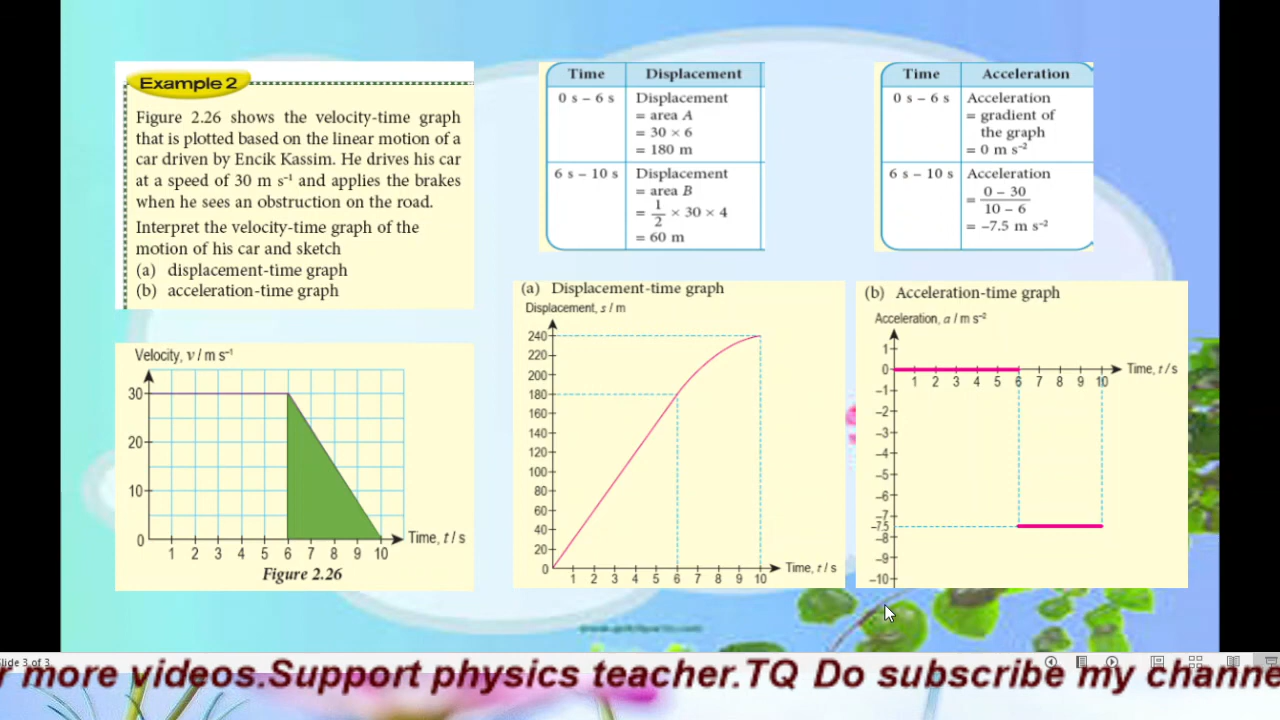 Example 2
Figure 2.26 shows the velocity-time graph
that is plotted based on the linear motion of a
car driven by Encik Kassim. He drives his car
at a speed of 30 m s⁻¹ and applies the brakes
when he sees an obstruction on the road.
Interpret the velocity-time graph of the
motion of his car and sketch
(a) displacement-time graph
(b) acceleration-time graph
Time Displacement
0 s – 6 s Displacement
= area A
= 30 × 6
= 180 m
6 s – 10 s Displacement
= area B
= 1/2 × 30 × 4
= 60 m
Time Acceleration
0 s – 6 s Acceleration
= gradient of
the graph
= 0 m s⁻²
6 s – 10 s Acceleration
= 0 – 30
10 – 6
= –7.5 m s⁻²
Velocity, v / m s⁻¹
30
20
10
0
1 2 3 4 5 6 7 8 9 10
Time, t / s
Figure 2.26
(a) Displacement-time graph
Displacement, s / m
240
220
200
180
160
140
120
100
80
60
40
20
0
1 2 3 4 5 6 7 8 9 10
Time, t / s
(b) Acceleration-time graph
Acceleration, a / m s⁻²
1
0
1 2 3 4 5 6 7 8 9 10
Time, t / s
–1
–2
–3
–4
–5
–6
–7
–7.5
–8
–9
–10
Slide 3 of 3
r more videos.Support physics teacher.TQ Do subscribe my channe